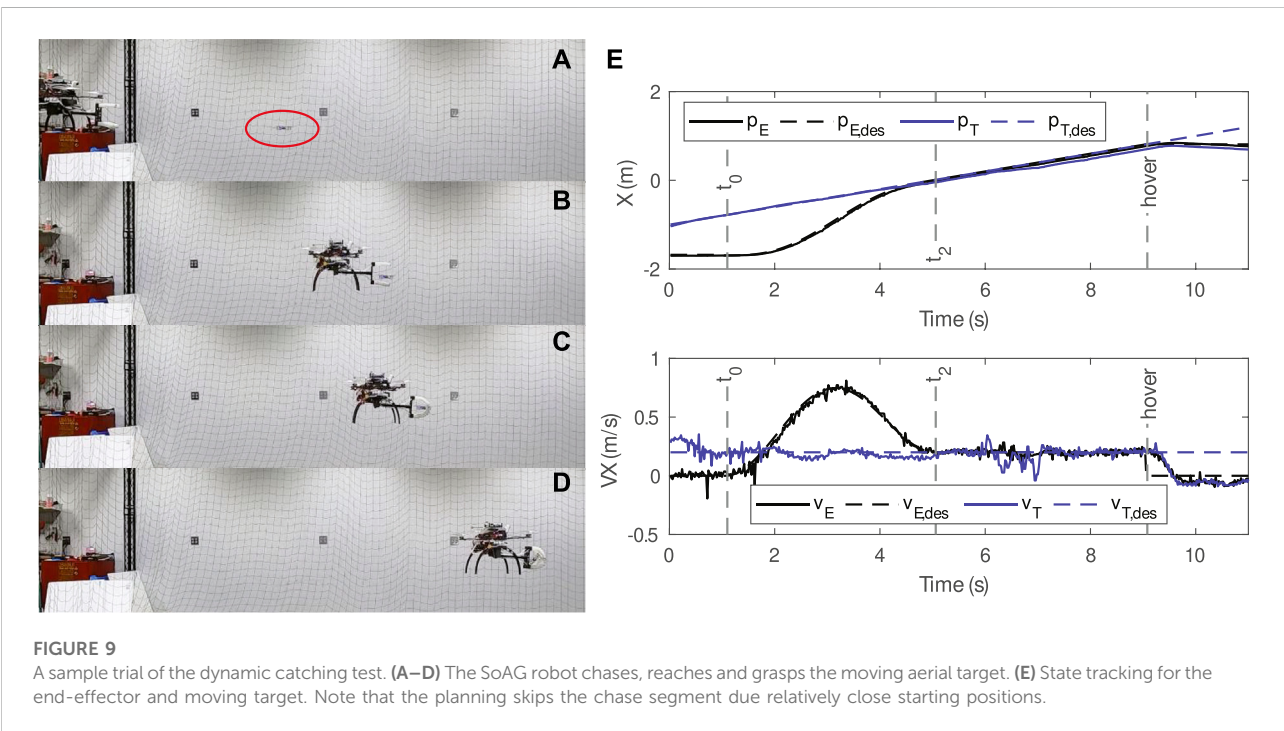 A
B
C
D
E
2
0
-2
X (m)
p_E p_E,des p_T p_T,des
t_0
t_2
hover
0 2 4 6 8 10
Time (s)
1
0.5
0
-0.5
VX (m/s)
t_0
t_2
hover
v_E v_E,des v_T v_T,des
0 2 4 6 8 10
Time (s)
FIGURE 9
A sample trial of the dynamic catching test. (A–D) The SoAG robot chases, reaches and grasps the moving aerial target. (E) State tracking for the
end-effector and moving target. Note that the planning skips the chase segment due relatively close starting positions.